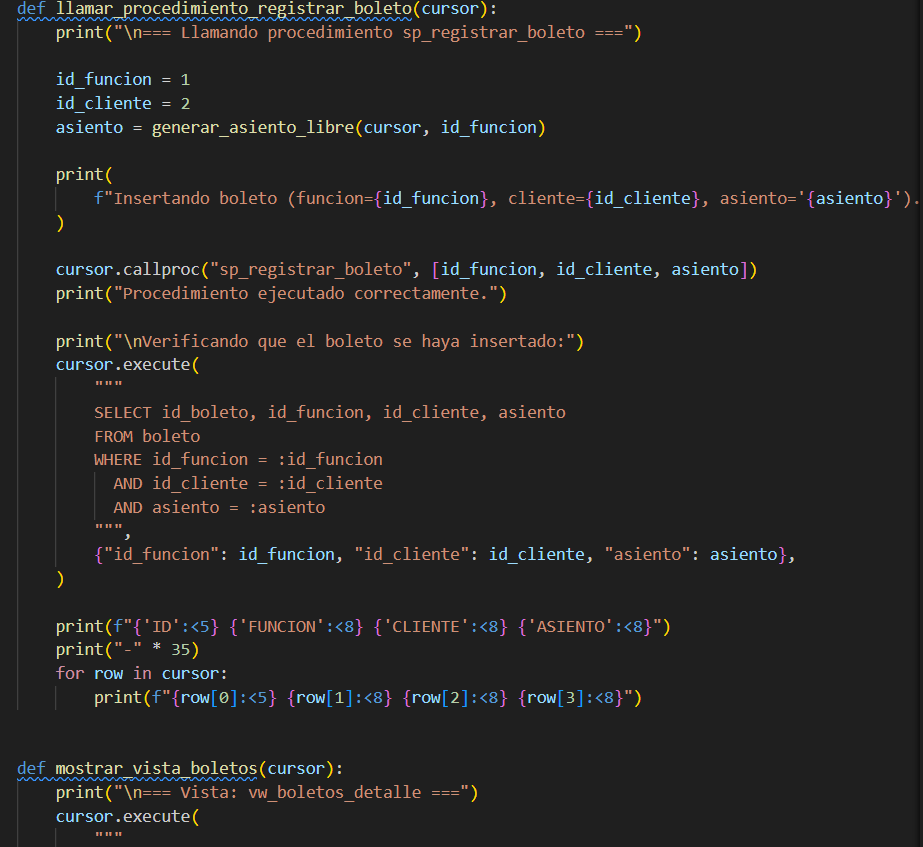 def llamar_procedimiento_registrar_boleto(cursor):
    print("\n=== Llamando procedimiento sp_registrar_boleto ===")
    id_funcion = 1
    id_cliente = 2
    asiento = generar_asiento_libre(cursor, id_funcion)
    print(
        f"Insertando boleto (funcion={id_funcion}, cliente={id_cliente}, asiento='{asiento}').
    )
    cursor.callproc("sp_registrar_boleto", [id_funcion, id_cliente, asiento])
    print("Procedimiento ejecutado correctamente.")
    print("\nVerificando que el boleto se haya insertado:")
    cursor.execute(
        """
        SELECT id_boleto, id_funcion, id_cliente, asiento
        FROM boleto
        WHERE id_funcion = :id_funcion
          AND id_cliente = :id_cliente
          AND asiento = :asiento
        """,
        {"id_funcion": id_funcion, "id_cliente": id_cliente, "asiento": asiento},
    )
    print(f"{'ID':<5} {'FUNCION':<8} {'CLIENTE':<8} {'ASIENTO':<8}")
    print("-" * 35)
    for row in cursor:
        print(f"{row[0]:<5} {row[1]:<8} {row[2]:<8} {row[3]:<8}")
def mostrar_vista_boletos(cursor):
    print("\n=== Vista: vw_boletos_detalle ===")
    cursor.execute(
        """